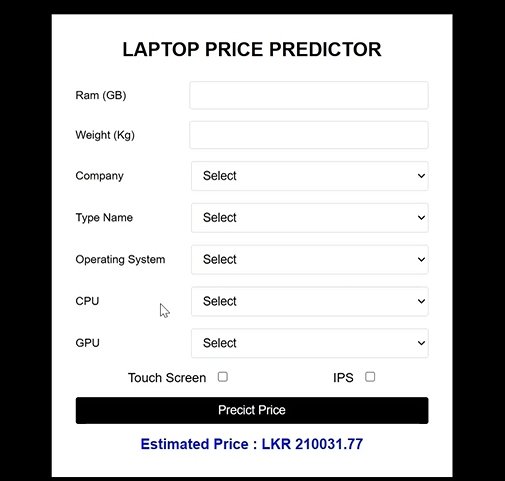 LAPTOP PRICE PREDICTOR
Ram (GB)
Weight (Kg)
Company Select
Type Name Select
Operating System Select
CPU Select
GPU Select
Touch Screen IPS
Precict Price
Estimated Price : LKR 210031.77